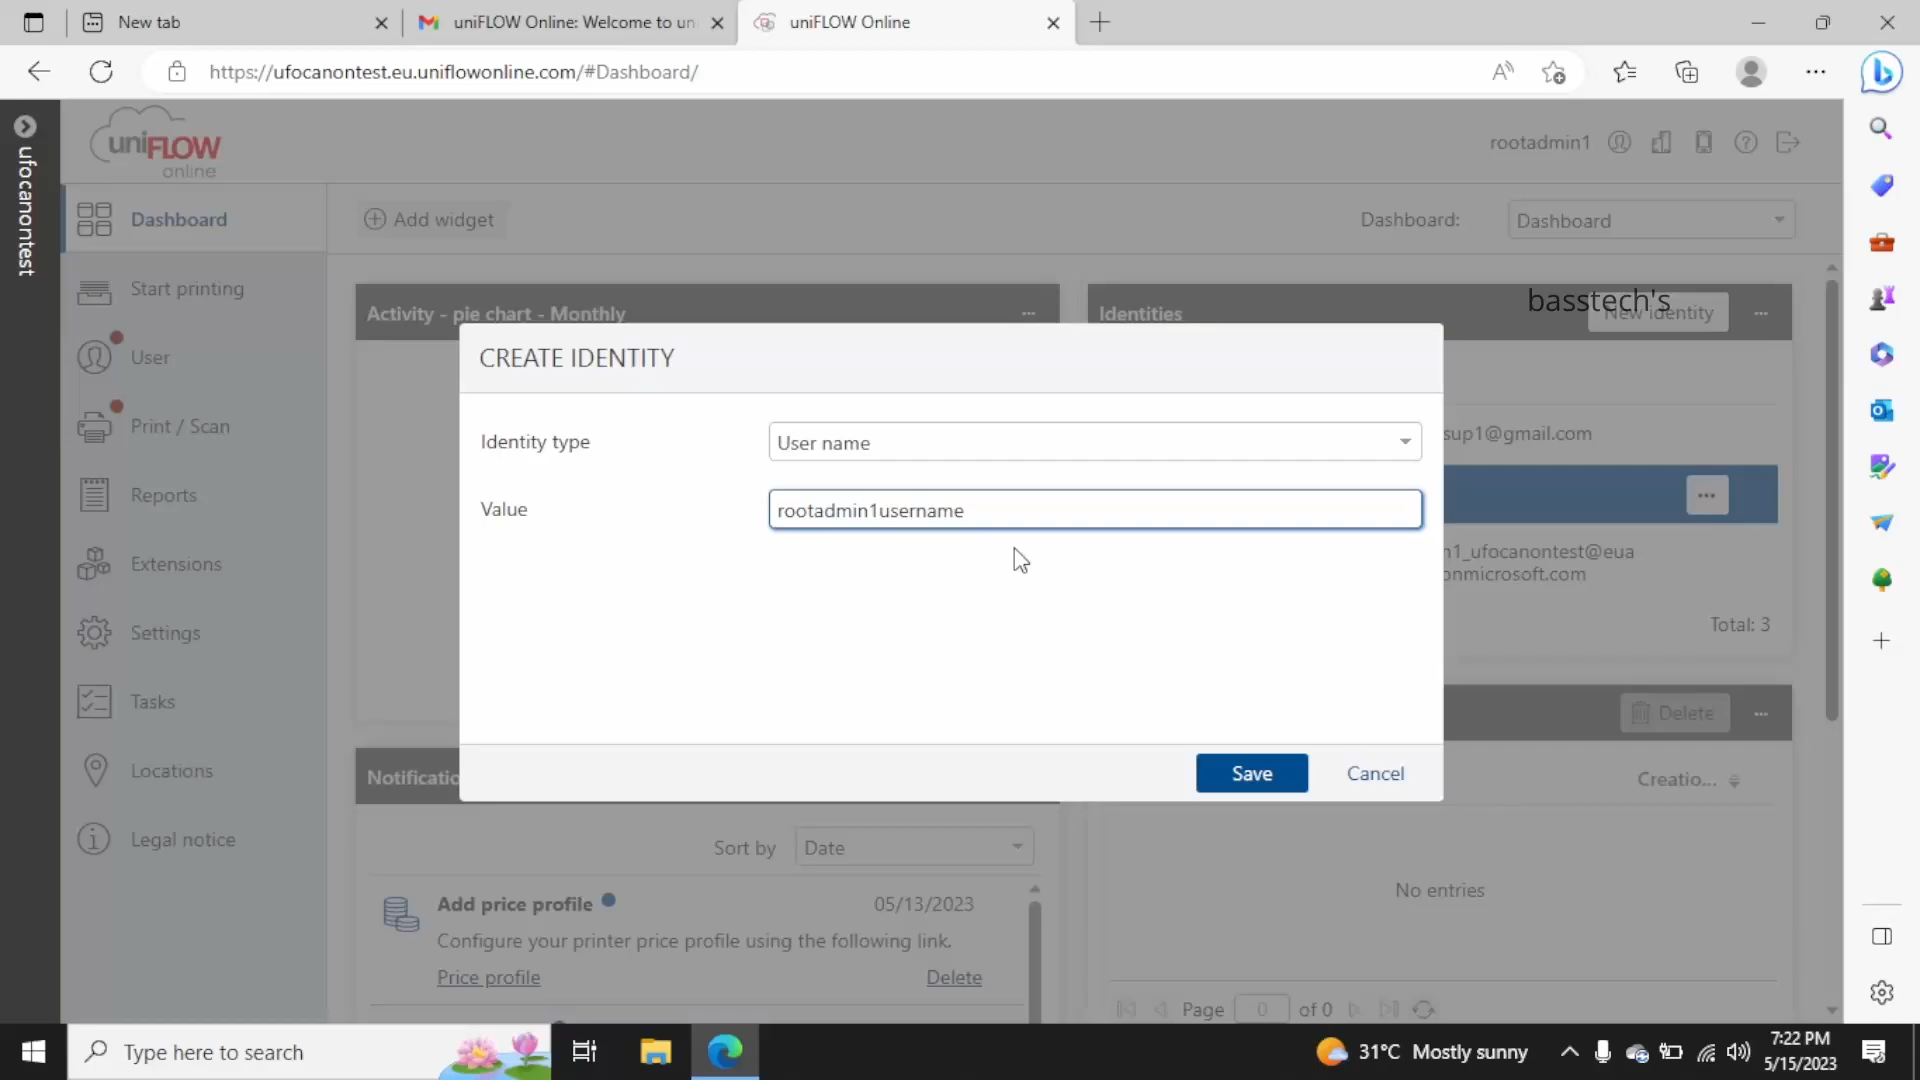 New tab
uniFLOW Online: Welcome to un
uniFLOW Online
https://ufocanontest.eu.uniflowonline.com/#Dashboard/
ufocanontest
uniFLOW
online
rootadmin1
Dashboard
Add widget
Dashboard:
Dashboard
Start printing
User
Print / Scan
Reports
Extensions
Settings
Tasks
Locations
Legal notice
Activity - pie chart - Monthly
Identities
basstech's
New identity
CREATE IDENTITY
Identity type
User name
Value
rootadmin1username
Save
Cancel
sup1@gmail.com
n1_ufocanontest@eua
onmicrosoft.com
Total: 3
Delete
Creatio...
No entries
Page 0 of 0
Notificatio
Sort by
Date
Add price profile
05/13/2023
Configure your printer price profile using the following link.
Price profile
Delete
Type here to search
31°C Mostly sunny
7:22 PM
5/15/2023